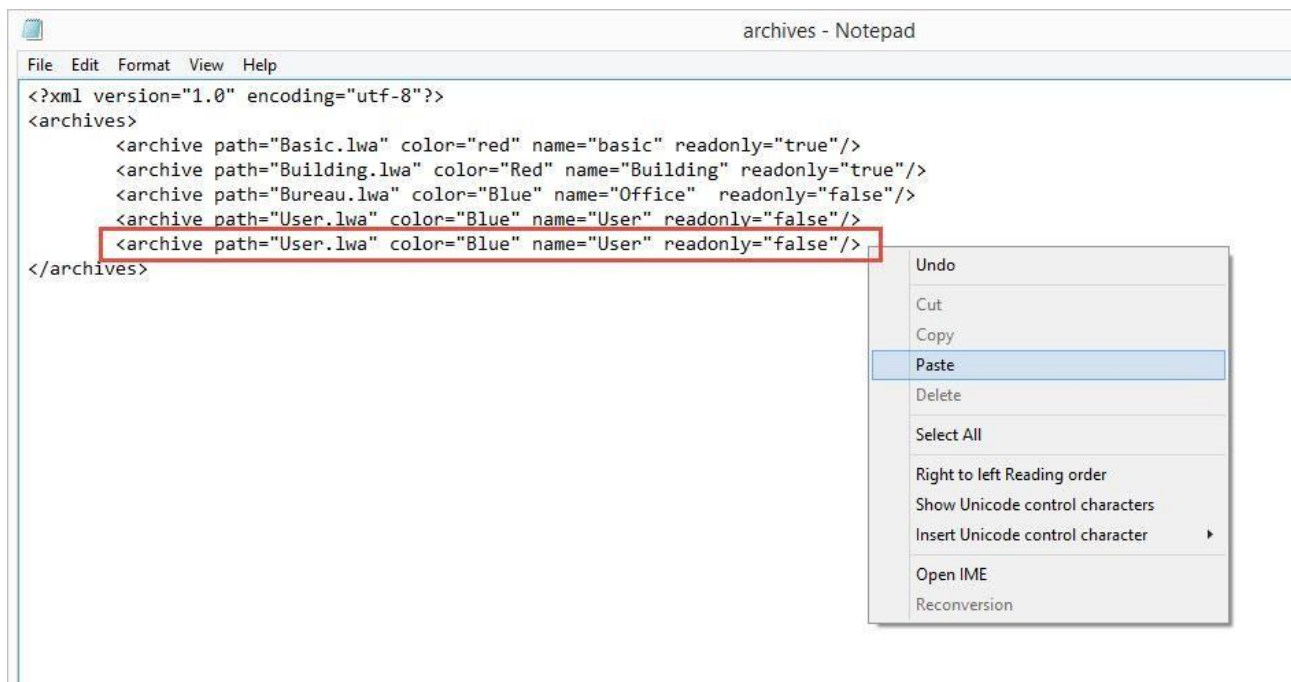 archives - Notepad
File Edit Format View Help
<?xml version="1.0" encoding="utf-8"?>
<archives>
<archive path="Basic.lwa" color="red" name="basic" readonly="true"/>
<archive path="Building.lwa" color="Red" name="Building" readonly="true"/>
<archive path="Bureau.lwa" color="Blue" name="Office"  readonly="false"/>
<archive path="User.lwa" color="Blue" name="User" readonly="false"/>
<archive path="User.lwa" color="Blue" name="User" readonly="false"/>
</archives>
Undo
Cut
Copy
Paste
Delete
Select All
Right to left Reading order
Show Unicode control characters
Insert Unicode control character
Open IME
Reconversion